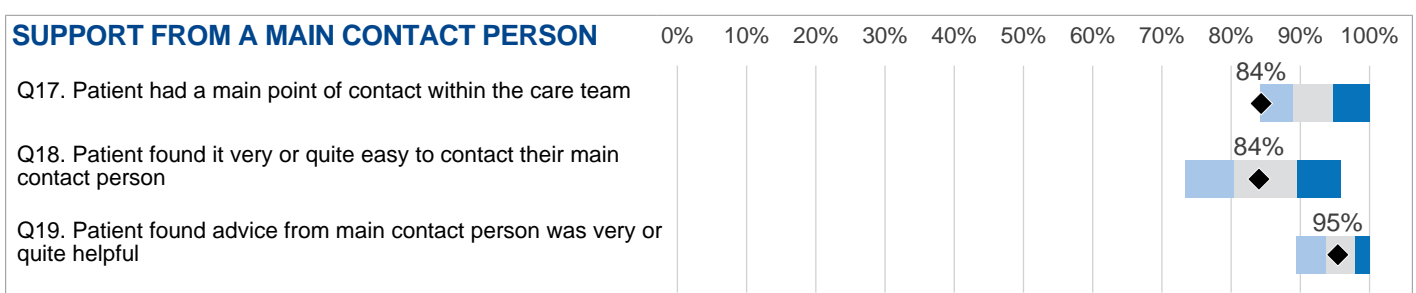 SUPPORT FROM A MAIN CONTACT PERSON 0% 10% 20% 30% 40% 50% 60% 70% 80% 90% 100%
Q17. Patient had a main point of contact within the care team 84%
Q18. Patient found it very or quite easy to contact their main
contact person 84%
Q19. Patient found advice from main contact person was very or
quite helpful 95%